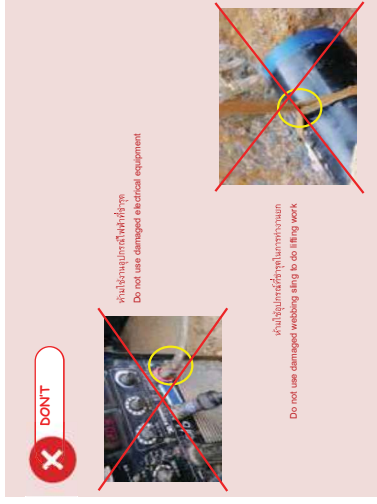 DON'T
ห้ามใช้งานอุปกรณ์ไฟฟ้าที่ชำรุด
Do not use damaged electrical equipment
ห้ามใช้อุปกรณ์ที่ชำรุดในการทำงานยก
Do not use damaged webbing sling to do lifting work